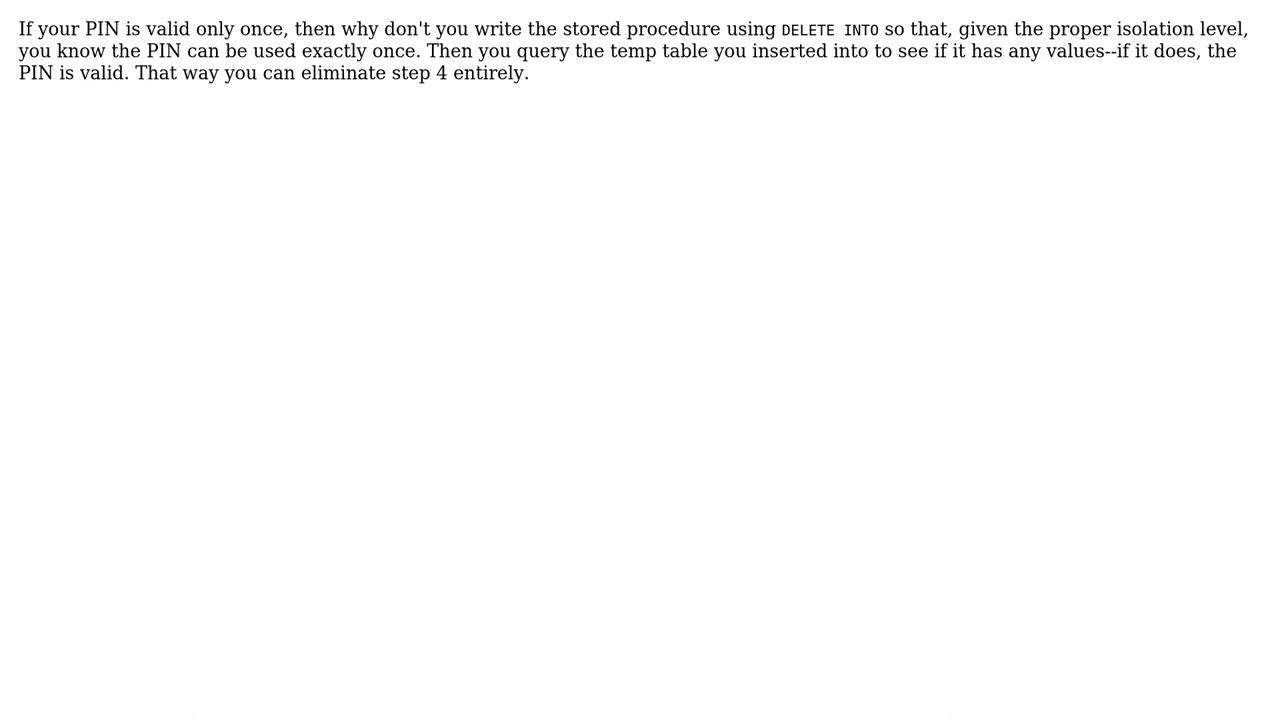 If your PIN is valid only once, then why don't you write the stored procedure using DELETE INTO so that, given the proper isolation level,
you know the PIN can be used exactly once. Then you query the temp table you inserted into to see if it has any values--if it does, the
PIN is valid. That way you can eliminate step 4 entirely.